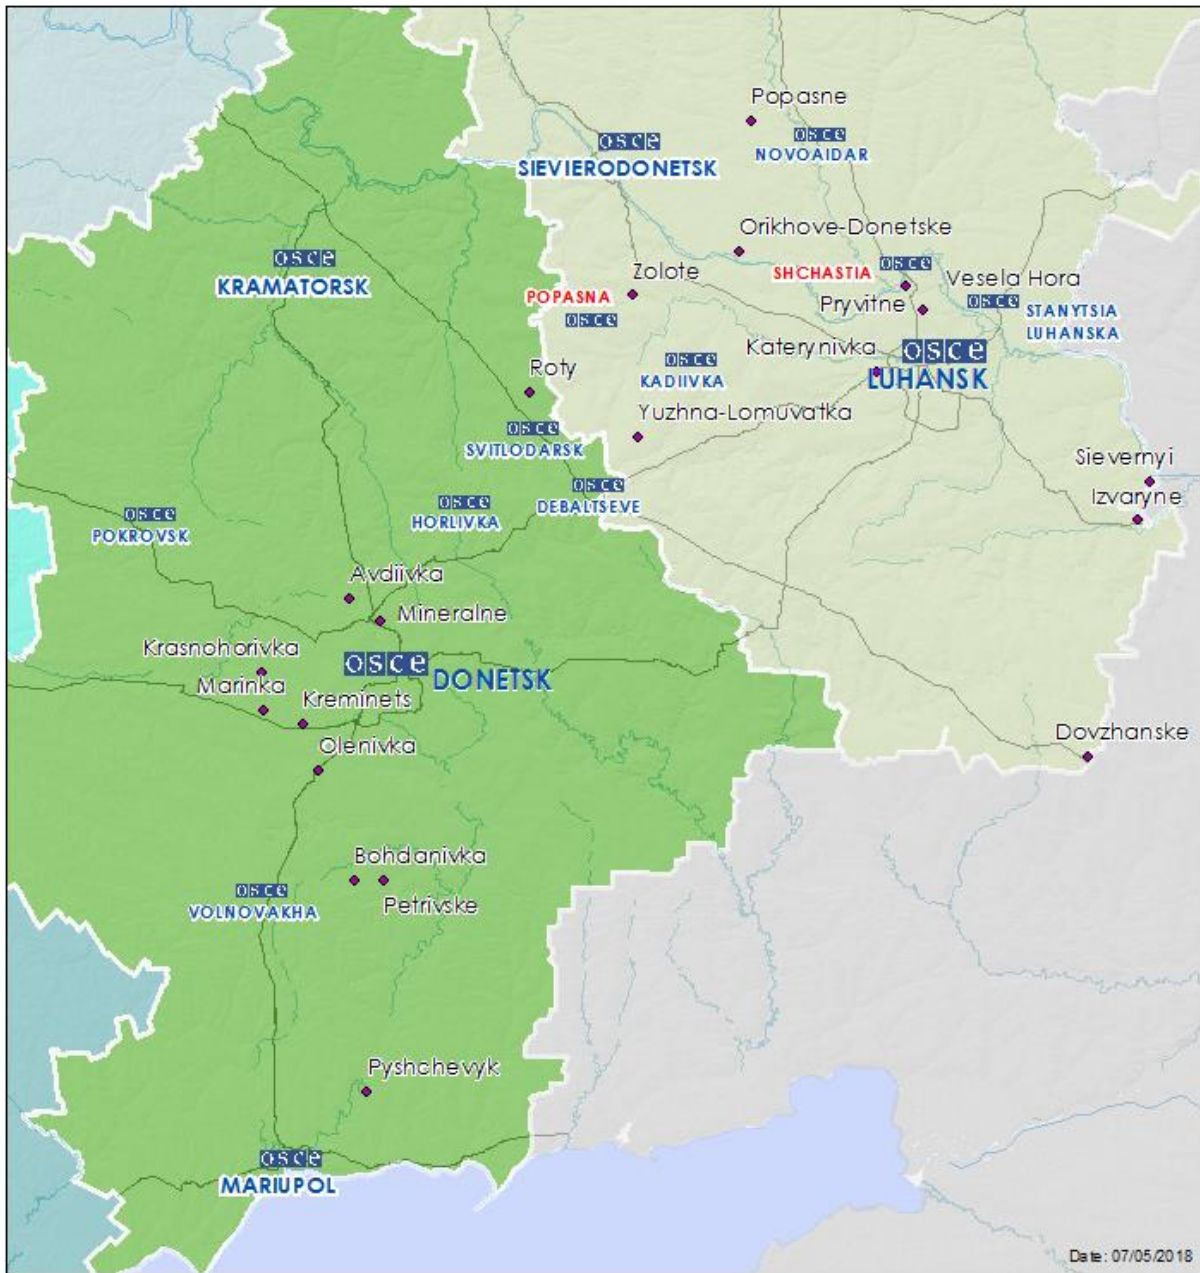 Popasne
osce
NOVOAIDAR
osce
SIEVIERODONETSK
Orikhove-Donetske
osce
KRAMATORSK
Zolote
SHCHASTIA
osce
Vesela Hora
POPASNA
osce
Pryvitne
osce
STANYTSIA
LUHANSKA
Katerynivka
osce
LUHANSK
osce
KADIIVKA
Roty
Yuzhna-Lomuvatka
osce
SVITLODARSK
Sievernyi
osce
DEBALTSEVE
Izvaryne
osce
HORLIVKA
osce
POKROVSK
Avdiivka
Mineralne
Krasnohorivka
osce
DONETSK
Marinka
Kreminets
Olenivka
Dovzhanske
Bohdanivka
osce
VOLNOVAKHA
Petrivske
Pyshchevyk
osce
MARIUPOL
Date: 07/05/2018